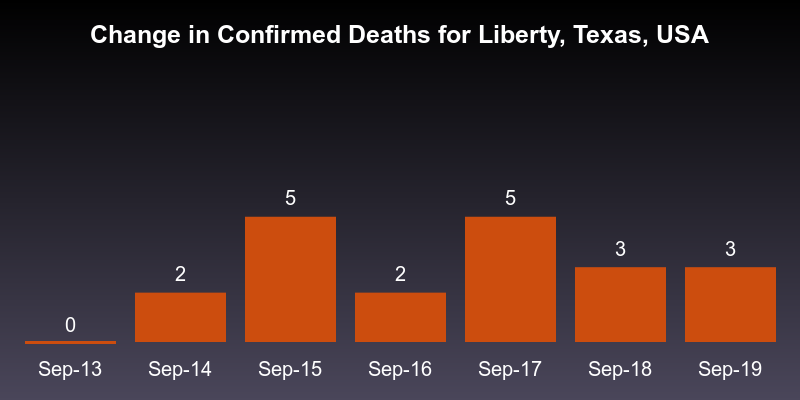 Change in Confirmed Deaths for Liberty, Texas, USA
5 5
3 3
2 2
0
Sep-13 Sep-14 Sep-15 Sep-16 Sep-17 Sep-18 Sep-19